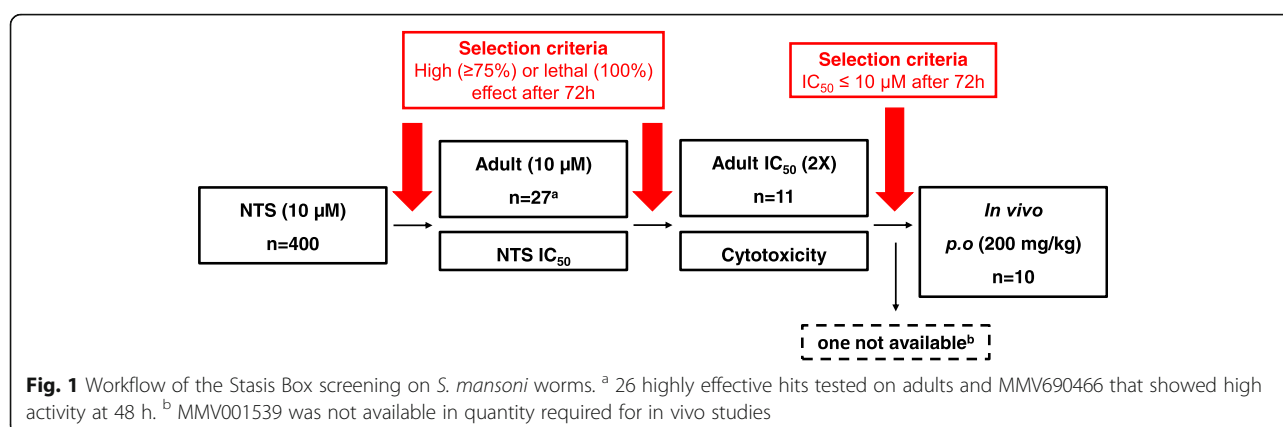 Selection criteria
High (≥75%) or lethal (100%)
effect after 72h
Selection criteria
IC50 ≤ 10 µM after 72h
NTS (10 µM)
n=400
Adult (10 µM)
n=27a
NTS IC50
Adult IC50 (2X)
n=11
Cytotoxicity
In vivo
p.o (200 mg/kg)
n=10
one not availableb
Fig. 1 Workflow of the Stasis Box screening on S. mansoni worms. a 26 highly effective hits tested on adults and MMV690466 that showed high
activity at 48 h. b MMV001539 was not available in quantity required for in vivo studies